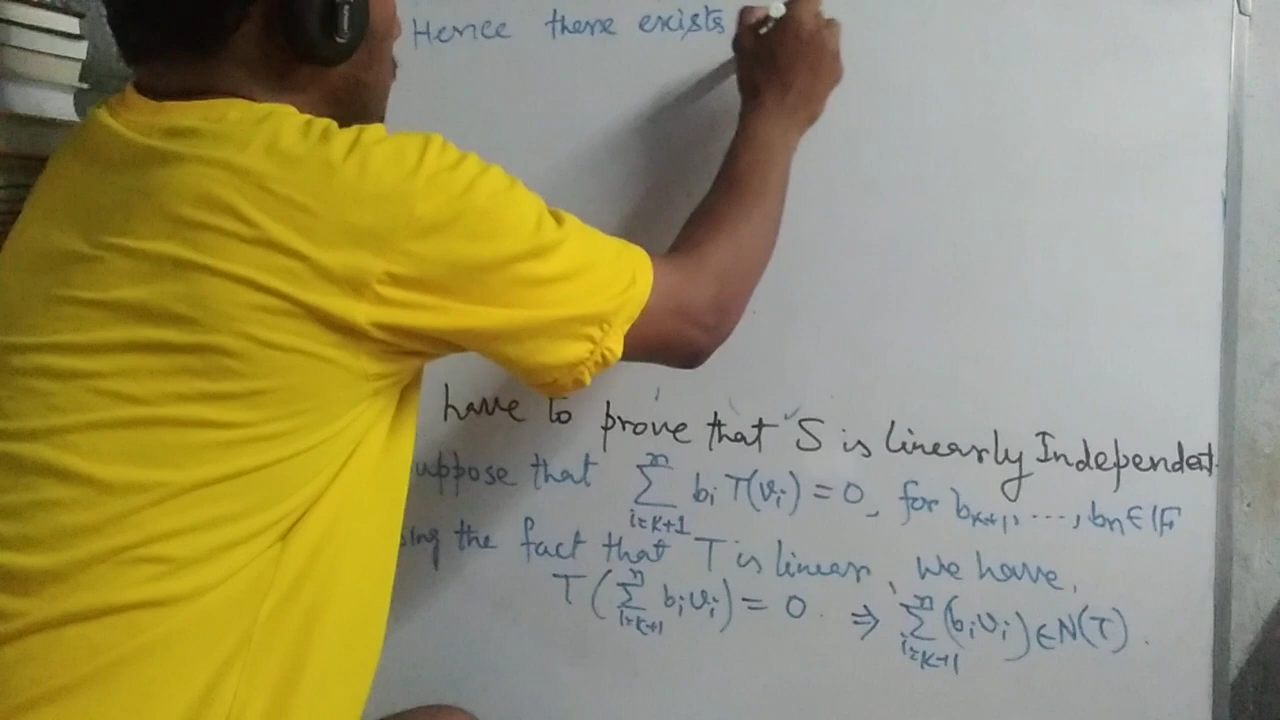 Hence there exists
have to prove that S is linearly Independent.
uppose that ∑_{i=k+1}^{n} b_i T(v_i) = 0, for b_{k+1}, ..., b_n ∈ F
sing the fact that T is linear, we have,
T(∑_{i=k+1}^{n} b_i v_i) = 0. ⇒ ∑_{i=k+1}^{n} (b_i v_i) ∈ N(T).